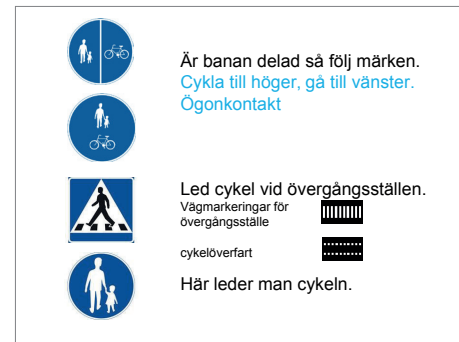 Är banan delad så följ märken.
Cykla till höger, gå till vänster.
Ögonkontakt
Led cykel vid övergångsställen.
Vägmarkeringar för
övergångsställe
cykelöverfart
Här leder man cykeln.